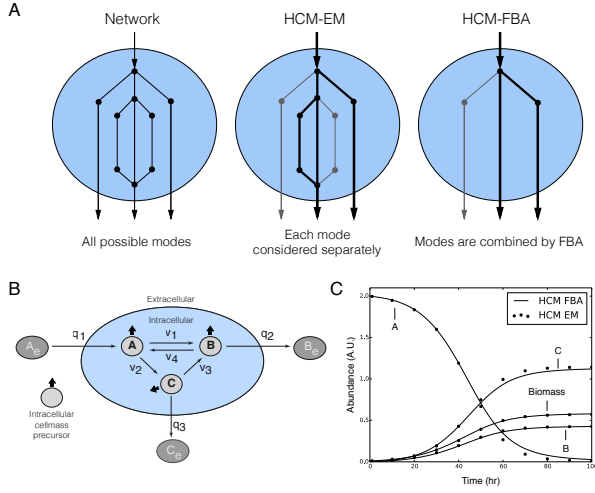 A
Network
HCM-EM
HCM-FBA
All possible modes
Each mode
considered separately
Modes are combined by FBA
B
Extracellular
Intracellular
q1
v1
q2
Ae
A
B
Be
v4
v2
v3
C
Intracellular
cellmass
precursor
q3
Ce
C
2.0
HCM FBA
HCM EM
A
1.5
C
1.0
Biomass
0.5
B
0.0
0
20
40
60
80
100
Abundance (A.U.)
Time (hr)